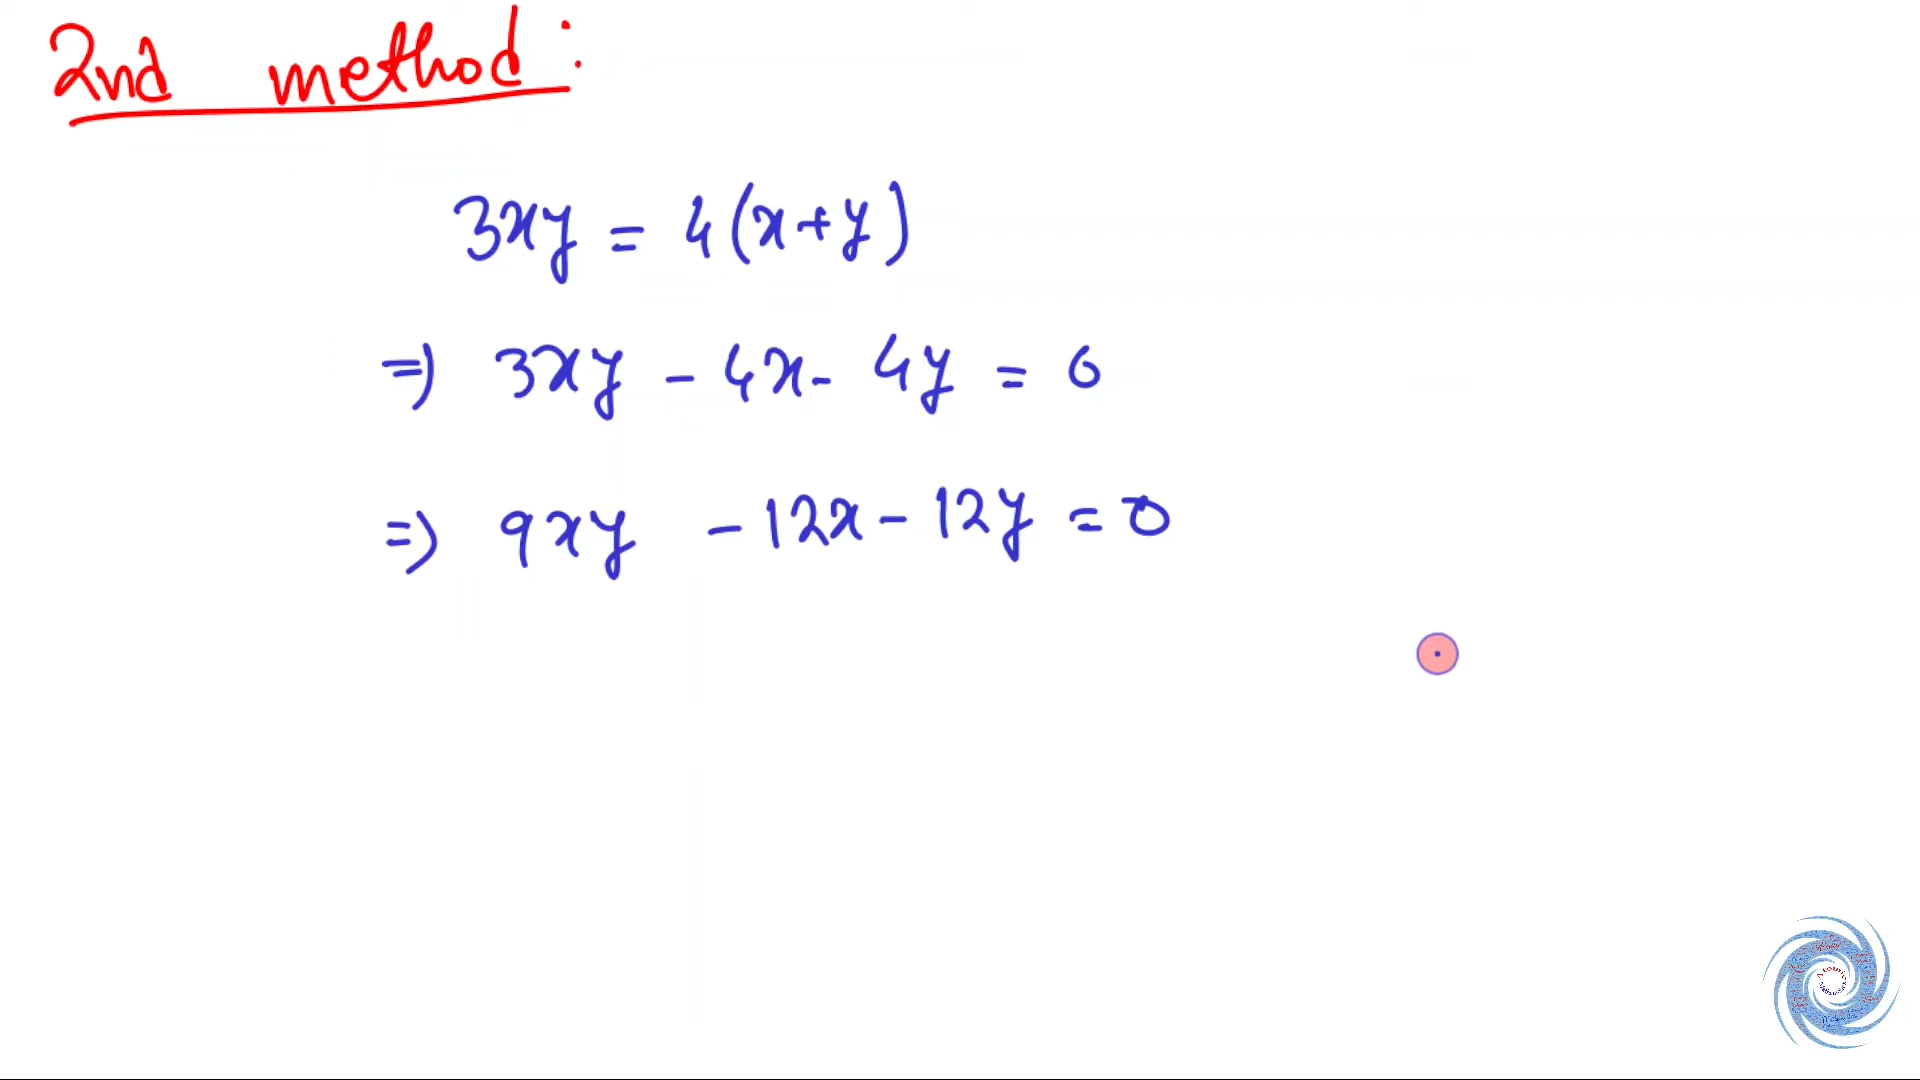 2nd method:
3xy = 4(x+y)
=) 3xy - 4x - 4y = 0
=) 9xy - 12x - 12y = 0